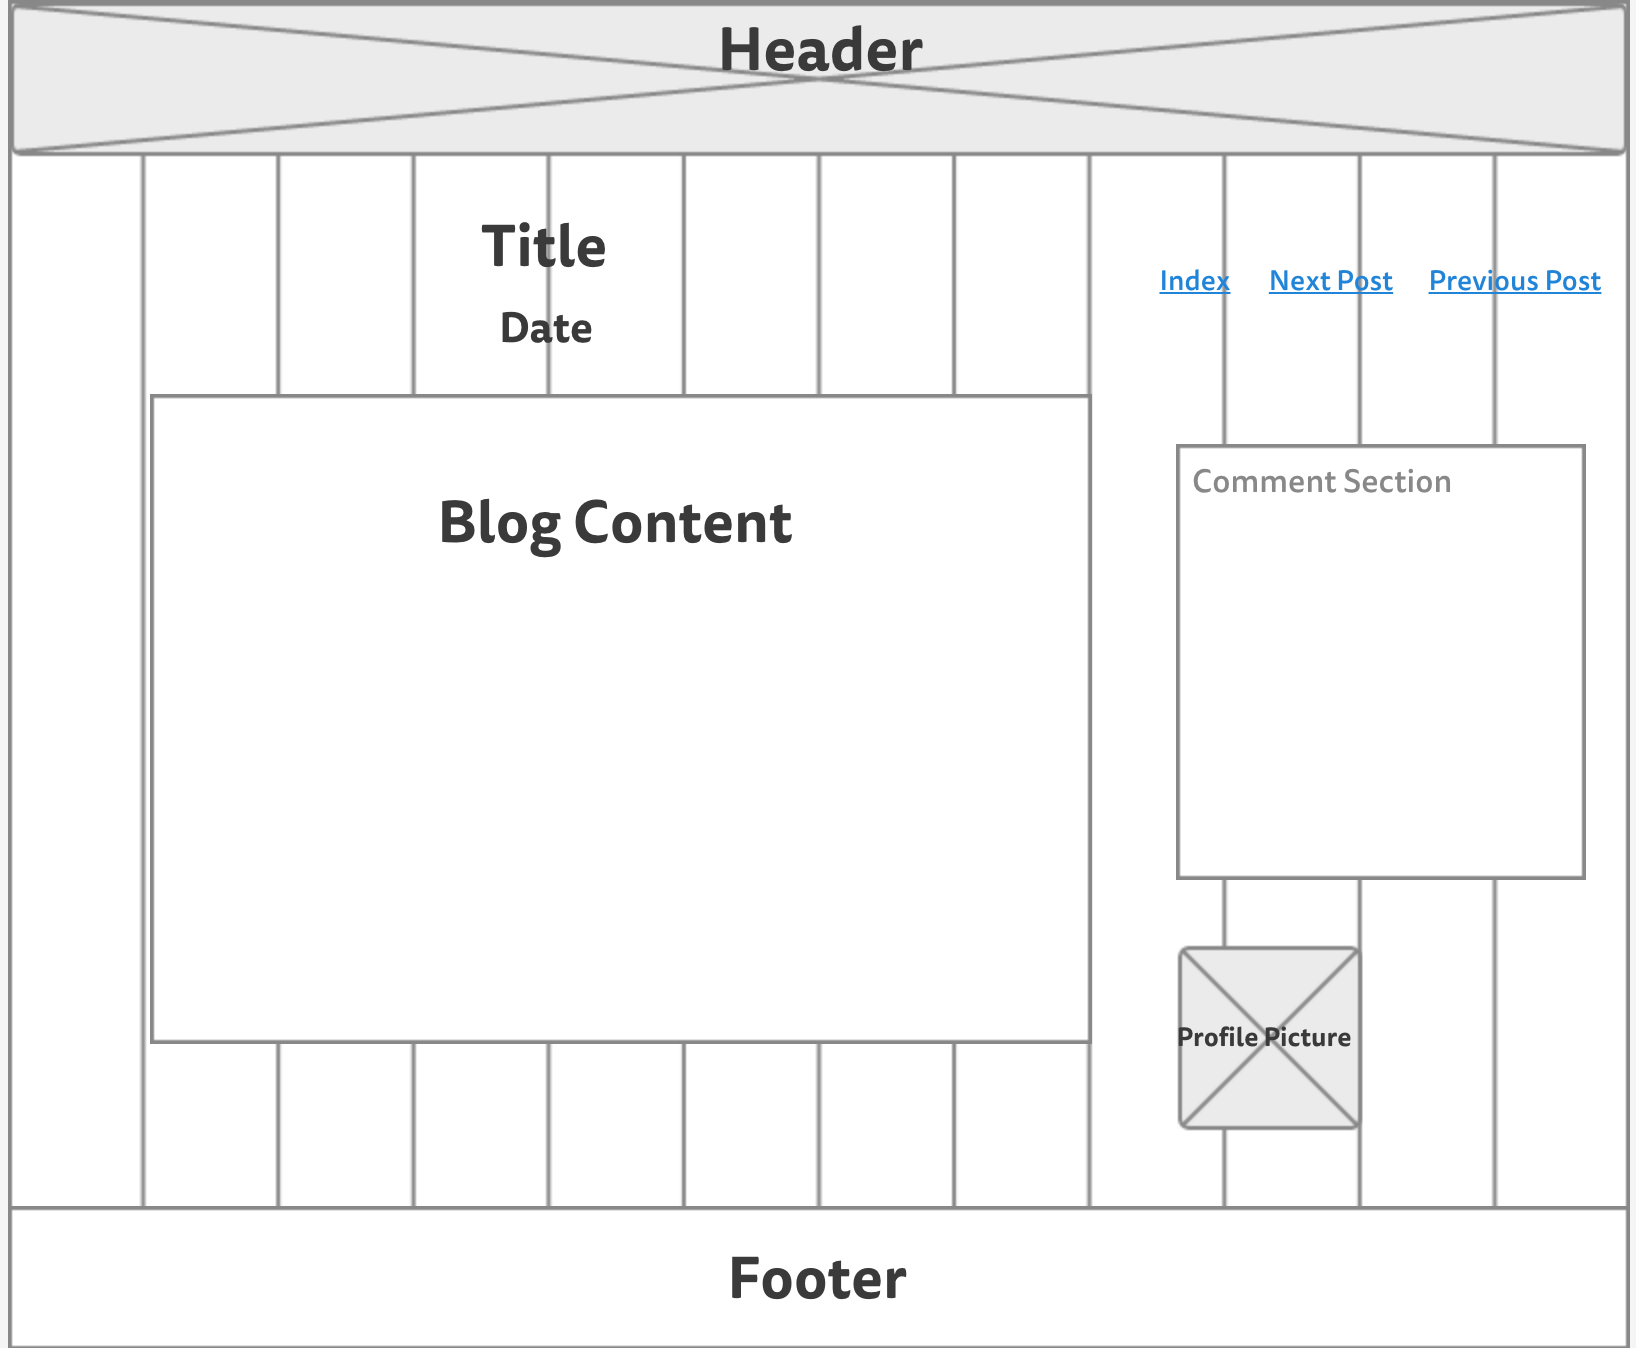 Header
Title
Date
Index Next Post Previous Post
Blog Content
Comment Section
Profile Picture
Footer